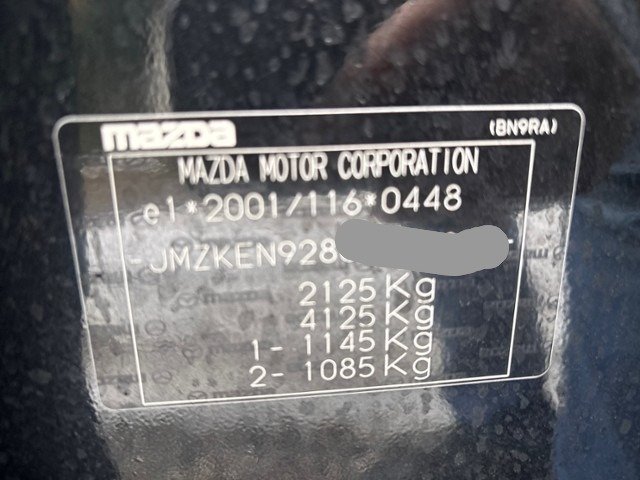 mazda
(BN9RA)
MAZDA MOTOR CORPORATION
e1*2001/116*0448
JMZKEN928
2125 Kg
4125 Kg
1- 1145 Kg
2- 1085 Kg